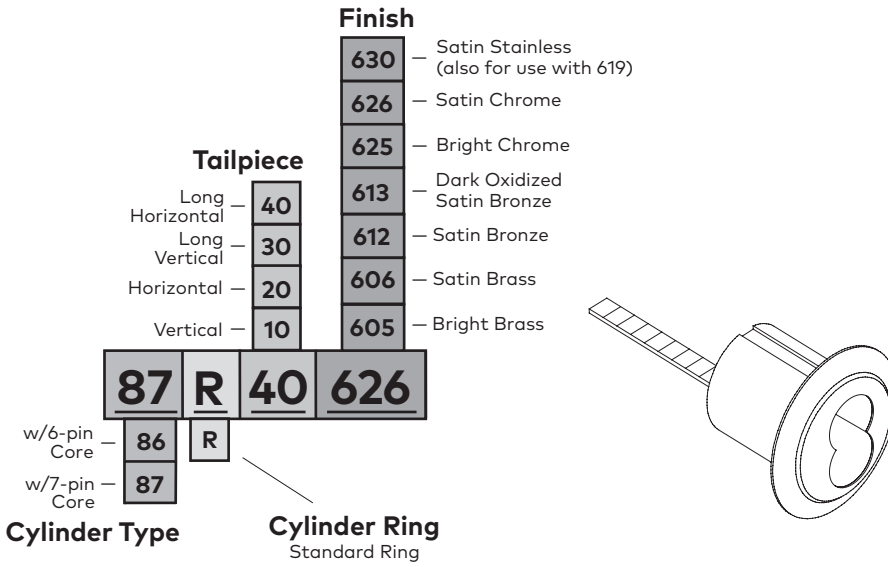 Finish
630
Satin Stainless
(also for use with 619)
626
Satin Chrome
625
Bright Chrome
613
Dark Oxidized
Satin Bronze
612
Satin Bronze
606
Satin Brass
605
Bright Brass
Tailpiece
Long
Horizontal
40
Long
Vertical
30
Horizontal
20
Vertical
10
87 R 40 626
w/6-pin
Core
86
w/7-pin
Core
87
Cylinder Type
R
Cylinder Ring
Standard Ring